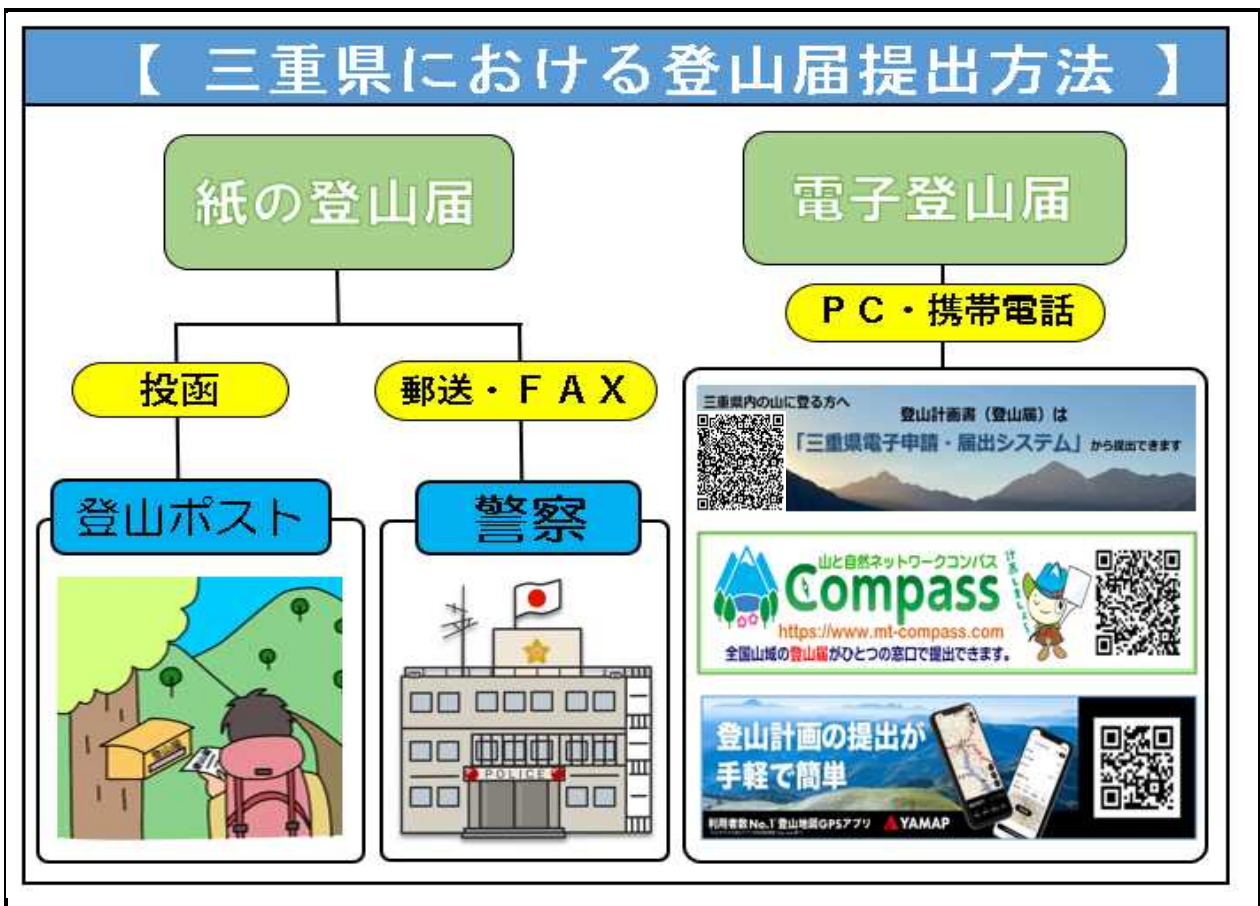 【 三重県における登山届提出方法 】
紙の登山届
電子登山届
PC・携帯電話
投函
郵送・FAX
登山ポスト
警察
POLICE
三重県内の山に登る方へ
登山計画書(登山届)は
「三重県電子申請・届出システム」から提出できます
山と自然ネットワークコンパス
Compass
https://www.mt-compass.com
全国山域の登山届がひとつの窓口で提出できます。
登山計画の提出が
手軽で簡単
利用者数No.1 登山地図GPSアプリ YAMAP